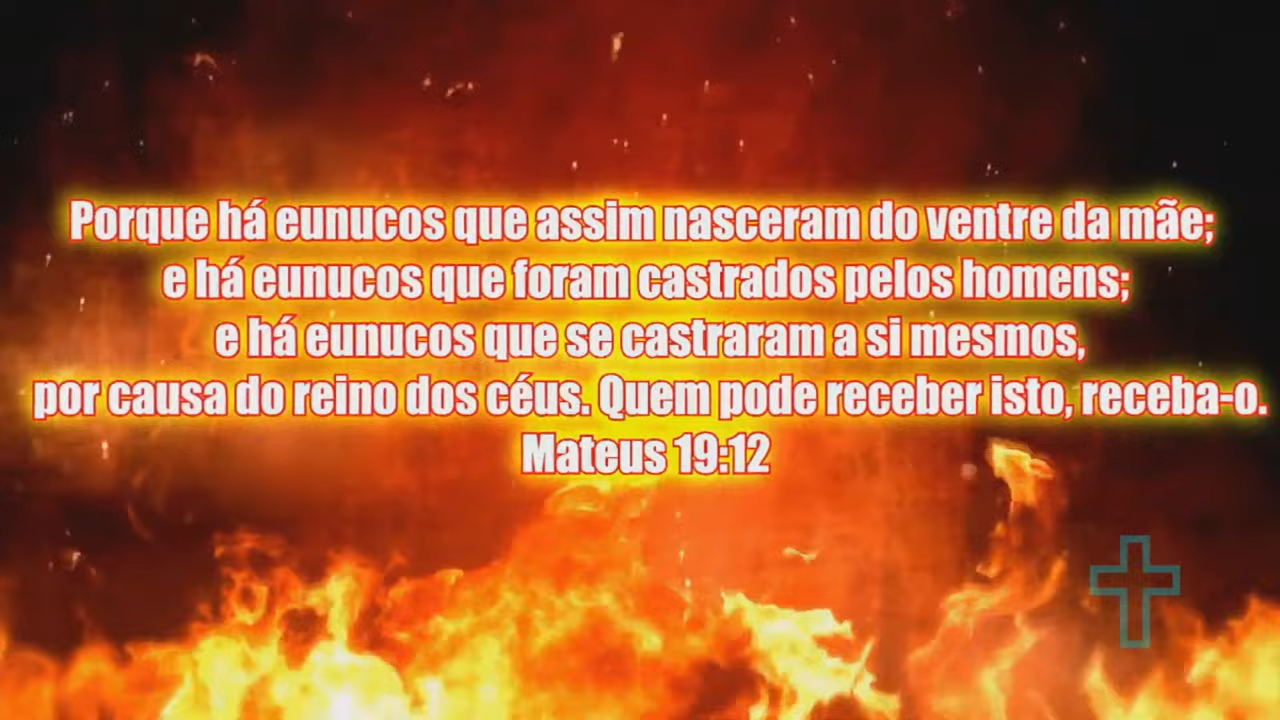 Porque há eunucos que assim nasceram do ventre da mãe;
e há eunucos que foram castrados pelos homens;
e há eunucos que se castraram a si mesmos,
por causa do reino dos céus. Quem pode receber isto, receba-o.
Mateus 19:12